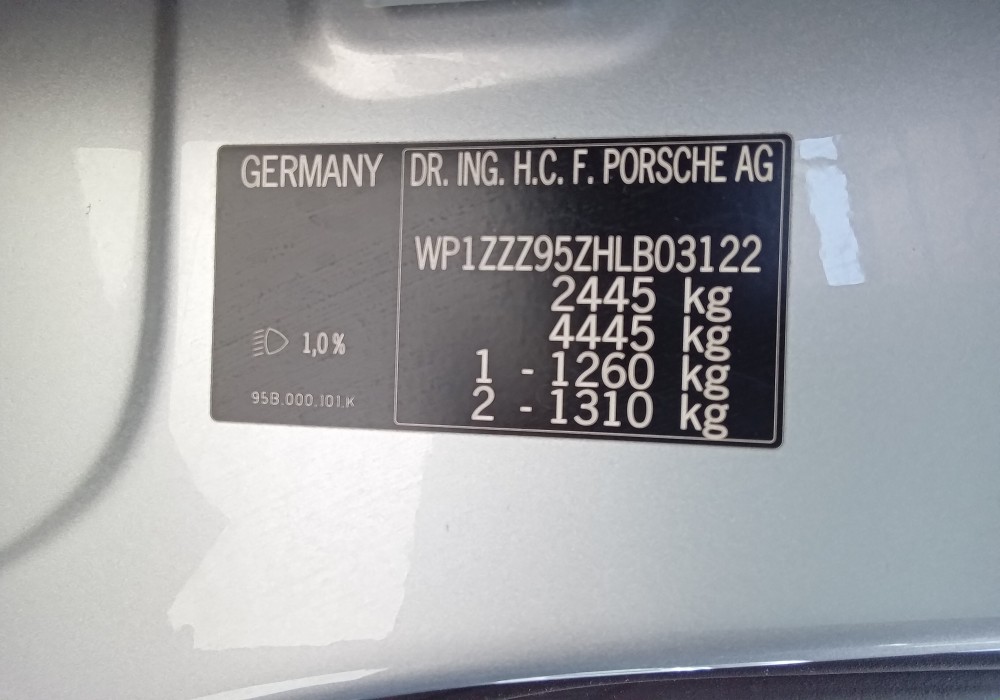 GERMANY
DR. ING. H.C. F. PORSCHE AG
WP1ZZZ95ZHLB03122
2445 kg
4445 kg
1 - 1260 kg
2 - 1310 kg
1,0 %
95B.000.101.K